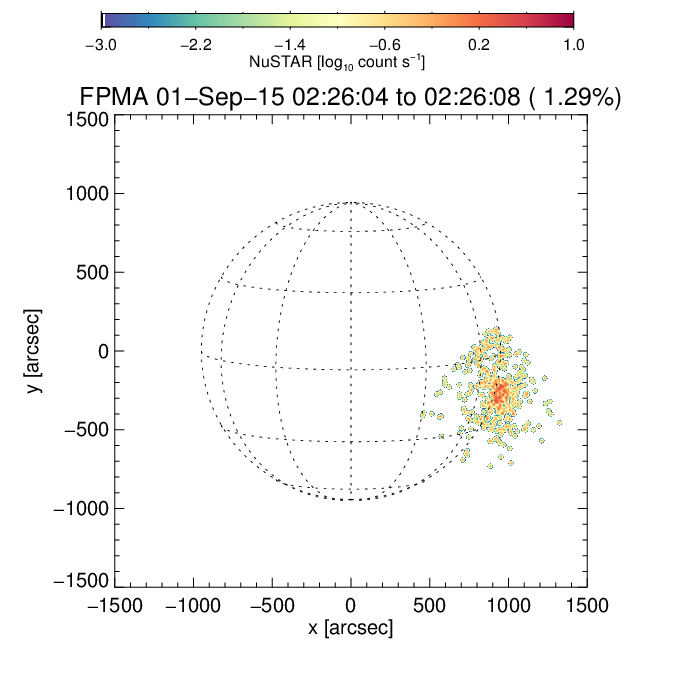 −3.0 −2.2 −1.4 −0.6 0.2 1.0
NuSTAR [log₁₀ count s⁻¹]
FPMA 01−Sep−15 02:26:04 to 02:26:08 ( 1.29%)
1500
1000
500
0
−500
−1000
−1500
y [arcsec]
−1500 −1000 −500 0 500 1000 1500
x [arcsec]